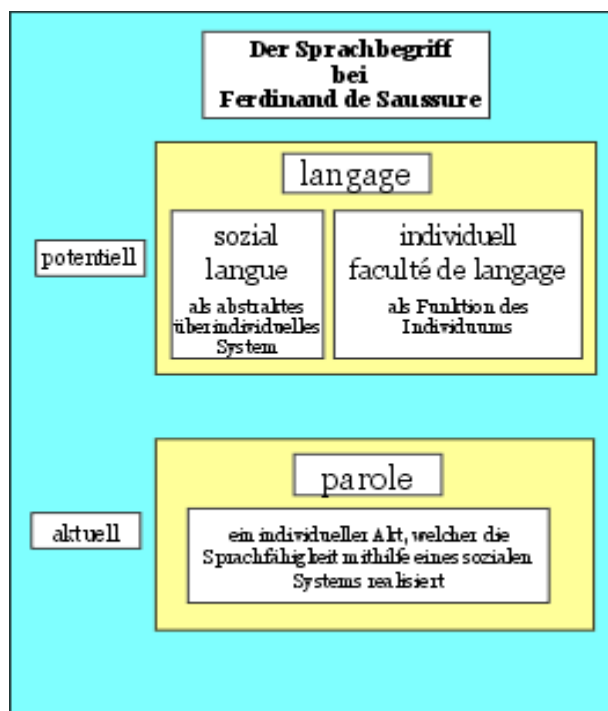 Der Sprachbegriff
bei
Ferdinand de Saussure
langage
potentiell
sozial
langue
als abstraktes
überindividuelles
System
individuell
faculté de langage
als Funktion des
Individuums
parole
aktuell
ein individueller Akt, welcher die
Sprachfähigkeit mithilfe eines sozialen
Systems realisiert